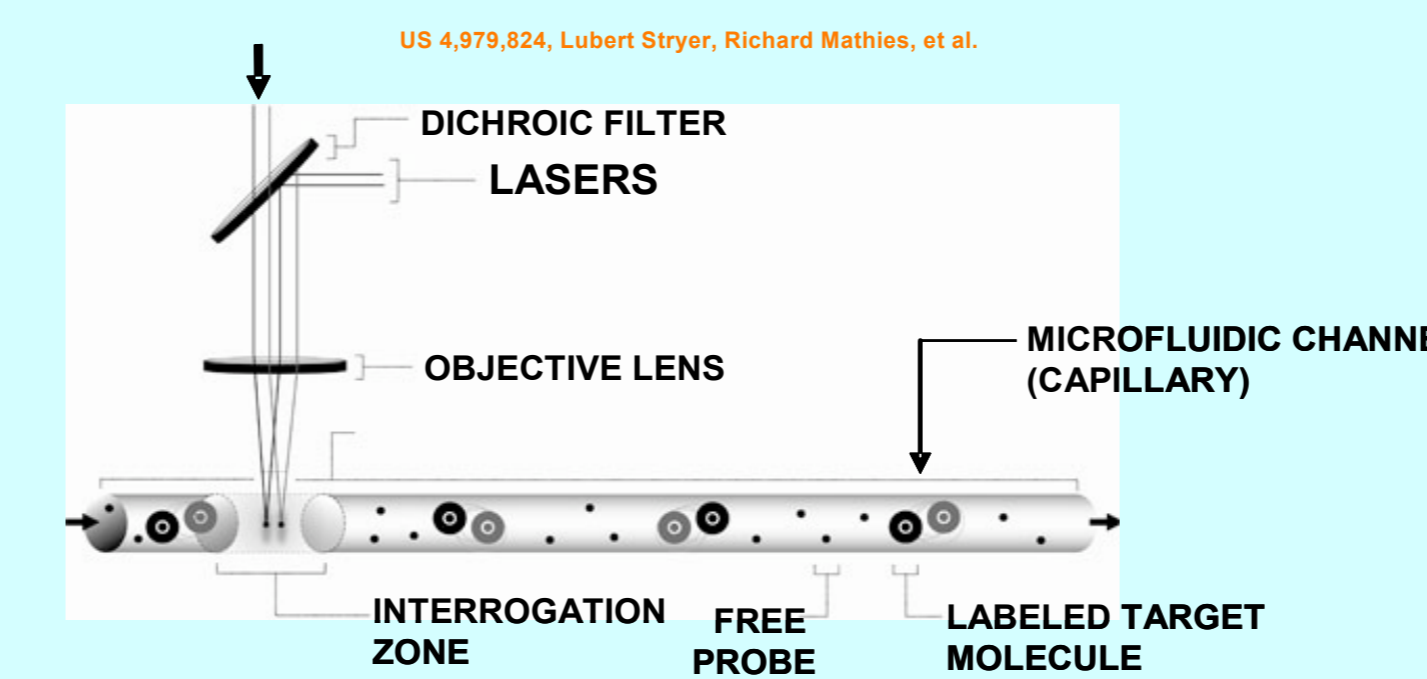 US 4,979,824, Lubert Stryer, Richard Mathies, et al.
DICHROIC FILTER
LASERS
OBJECTIVE LENS
MICROFLUIDIC CHANNE
(CAPILLARY)
INTERROGATION
ZONE
FREE
PROBE
LABELED TARGET
MOLECULE